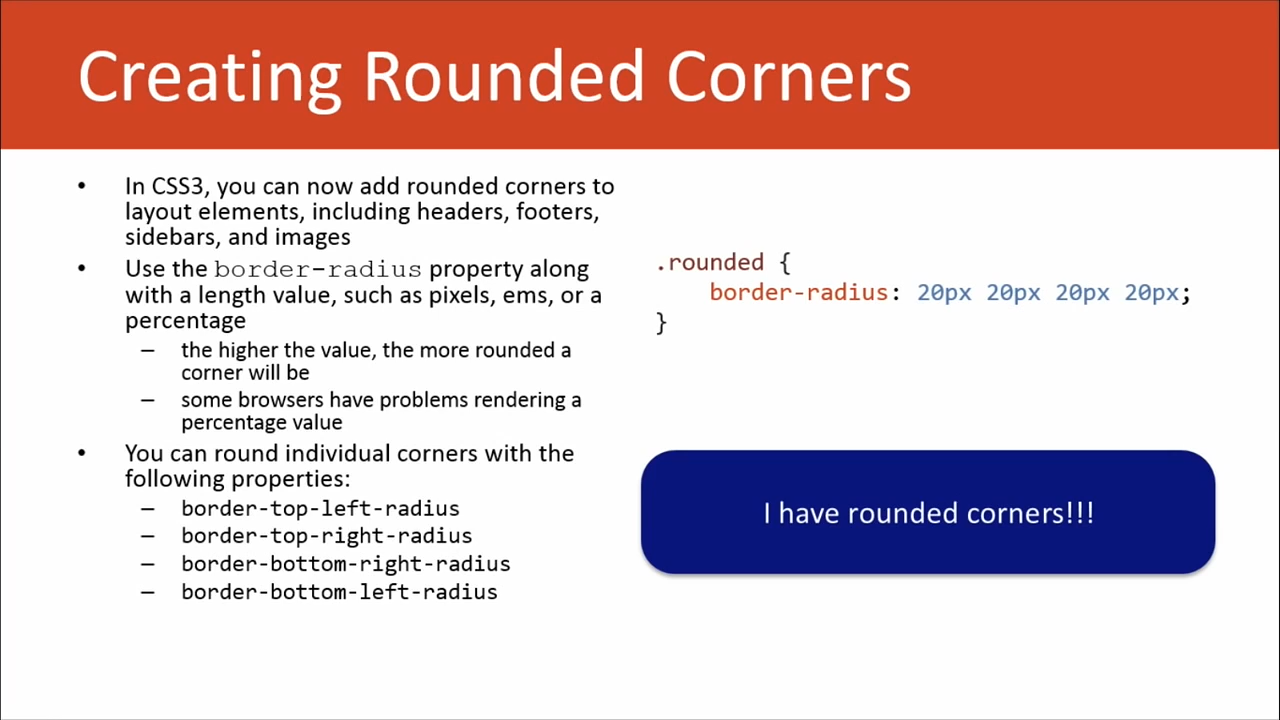 Creating Rounded Corners
• In CSS3, you can now add rounded corners to
layout elements, including headers, footers,
sidebars, and images
• Use the border-radius property along
with a length value, such as pixels, ems, or a
percentage
– the higher the value, the more rounded a
corner will be
– some browsers have problems rendering a
percentage value
• You can round individual corners with the
following properties:
– border-top-left-radius
– border-top-right-radius
– border-bottom-right-radius
– border-bottom-left-radius
.rounded {
border-radius: 20px 20px 20px 20px;
}
I have rounded corners!!!